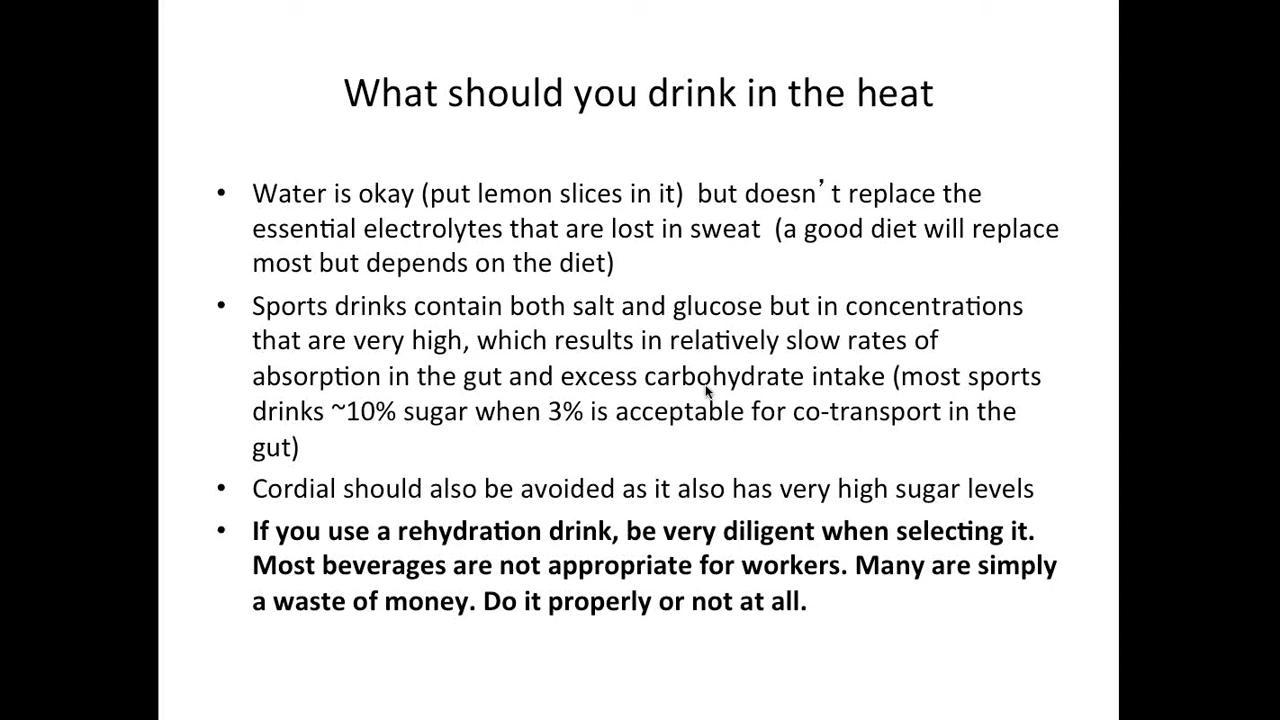 What should you drink in the heat
• Water is okay (put lemon slices in it)  but doesn’t replace the
essential electrolytes that are lost in sweat  (a good diet will replace
most but depends on the diet)
• Sports drinks contain both salt and glucose but in concentrations
that are very high, which results in relatively slow rates of
absorption in the gut and excess carbohydrate intake (most sports
drinks ~10% sugar when 3% is acceptable for co-transport in the
gut)
• Cordial should also be avoided as it also has very high sugar levels
• If you use a rehydration drink, be very diligent when selecting it.
Most beverages are not appropriate for workers. Many are simply
a waste of money. Do it properly or not at all.